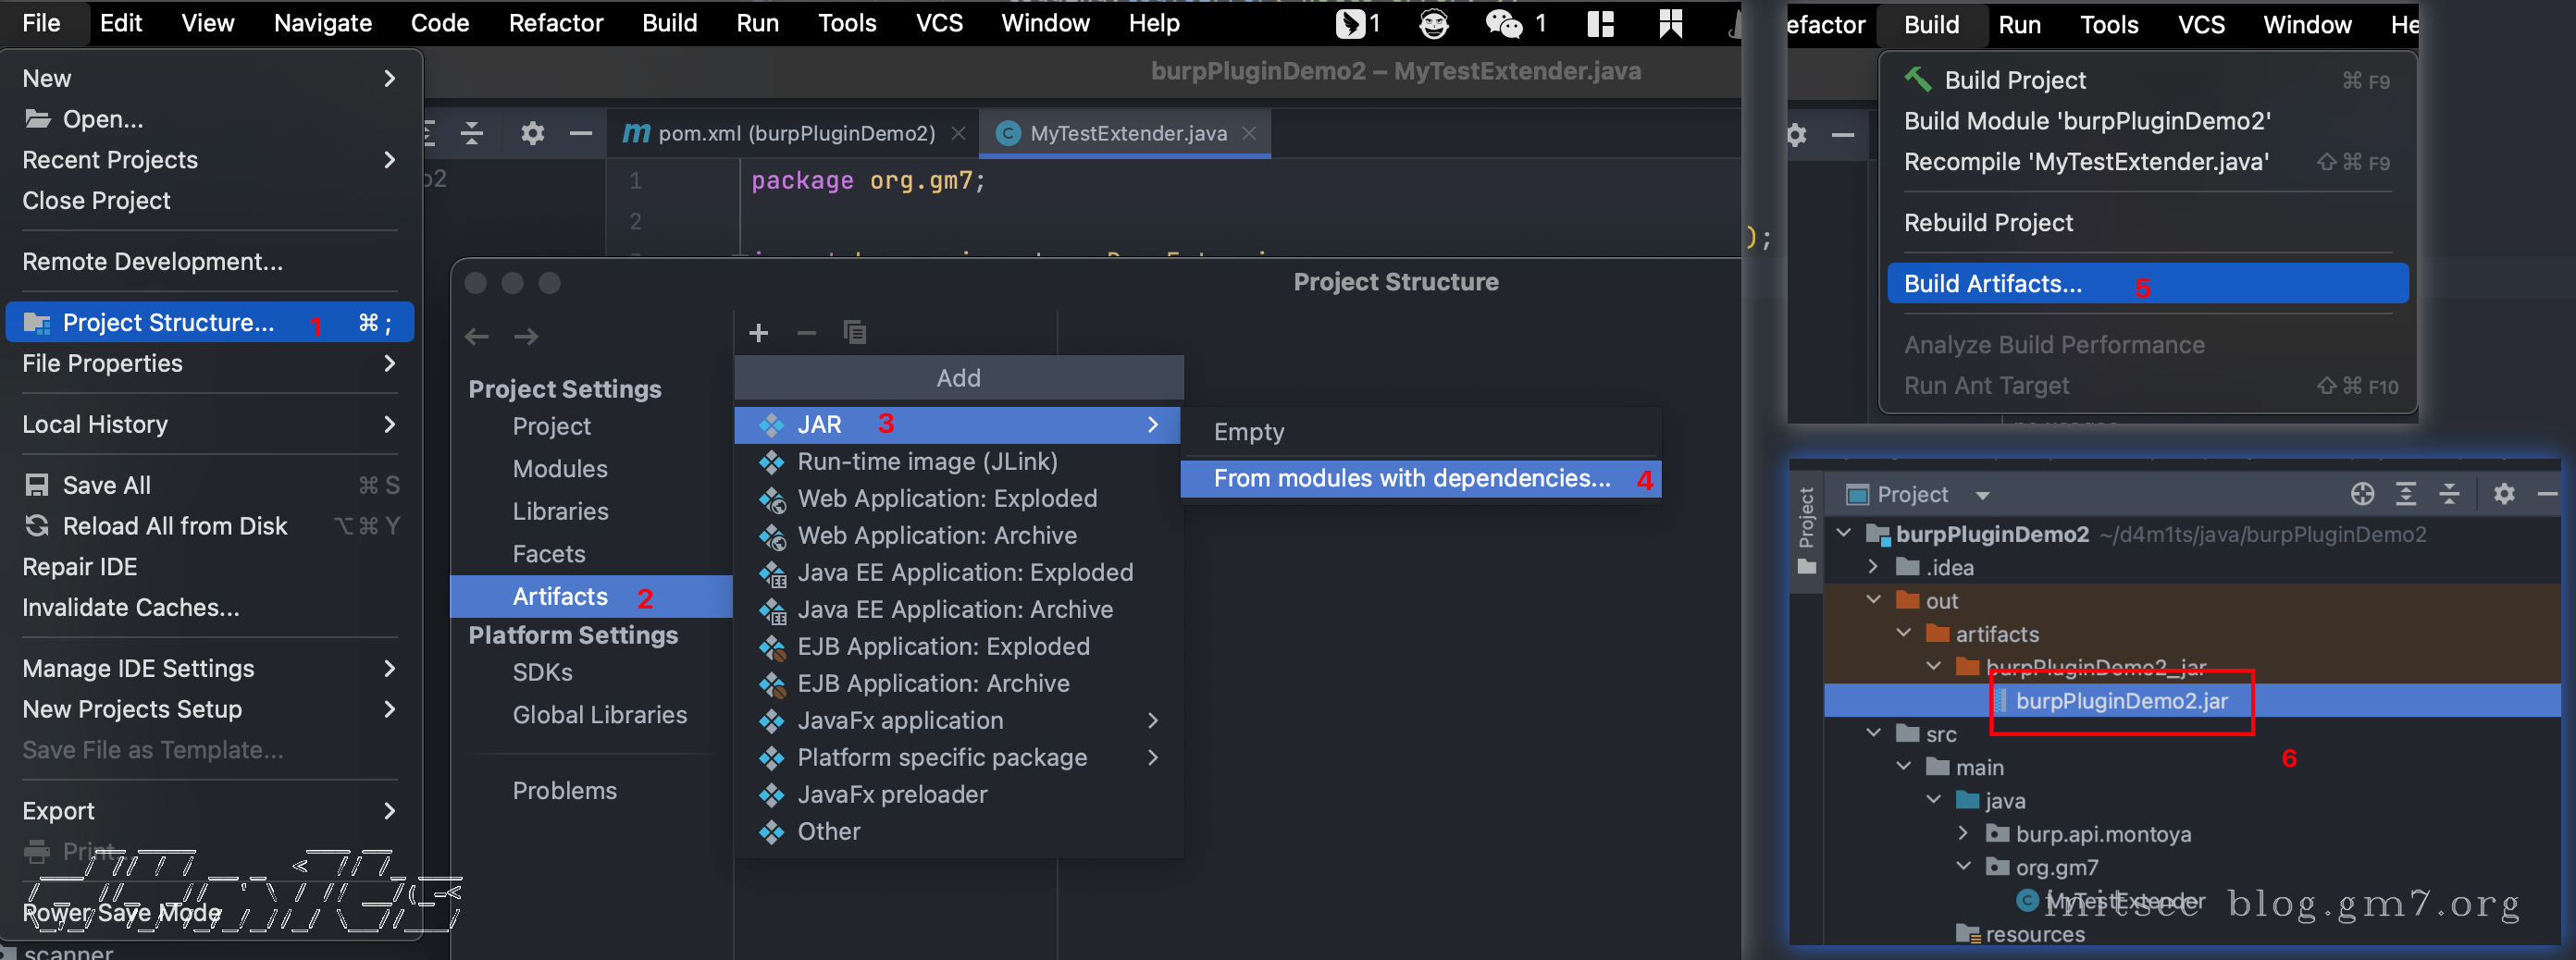 File Edit View Navigate Code Refactor Build Run Tools VCS Window Help 1 1
burpPluginDemo2 – MyTestExtender.java
New
Open...
Recent Projects
Close Project
Remote Development...
Project Structure... 1 ⌘ ;
File Properties
Local History
Save All ⌘ S
Reload All from Disk ⌥ ⌘ Y
Repair IDE
Invalidate Caches...
Manage IDE Settings
New Projects Setup
Save File as Template...
Export
Print...
Power Save Mode
scanner
pom.xml (burpPluginDemo2) MyTestExtender.java
1 package org.gm7;
2
);
Project Structure
Project Settings
Project
Modules
Libraries
Facets
Artifacts 2
Platform Settings
SDKs
Global Libraries
Problems
Add
JAR 3
Run-time image (JLink)
Web Application: Exploded
Web Application: Archive
Java EE Application: Exploded
Java EE Application: Archive
EJB Application: Exploded
EJB Application: Archive
JavaFx application
Platform specific package
JavaFx preloader
Other
Empty
From modules with dependencies... 4
efactor Build Run Tools VCS Window He
Build Project ⌘ F9
Build Module 'burpPluginDemo2'
Recompile 'MyTestExtender.java' ⇧ ⌘ F9
Rebuild Project
Build Artifacts... 5
Analyze Build Performance
Run Ant Target ⇧ ⌘ F10
Project
Project
burpPluginDemo2 ~/d4m1ts/java/burpPluginDemo2
.idea
out
artifacts
burpPluginDemo2_jar
burpPluginDemo2.jar
src
6
main
java
burp.api.montoya
org.gm7
MyTestExtender
blog.gm7.org
resources